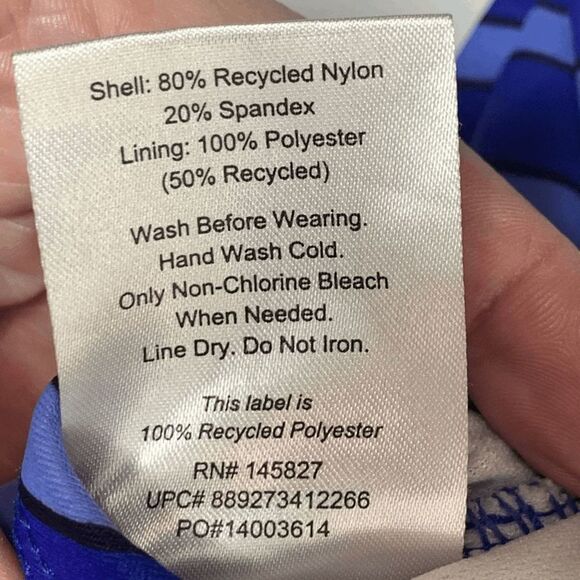 Shell: 80% Recycled Nylon
20% Spandex
Lining: 100% Polyester
(50% Recycled)
Wash Before Wearing.
Hand Wash Cold.
Only Non-Chlorine Bleach
When Needed.
Line Dry. Do Not Iron.
This label is
100% Recycled Polyester
RN# 145827
UPC# 889273412266
PO#14003614